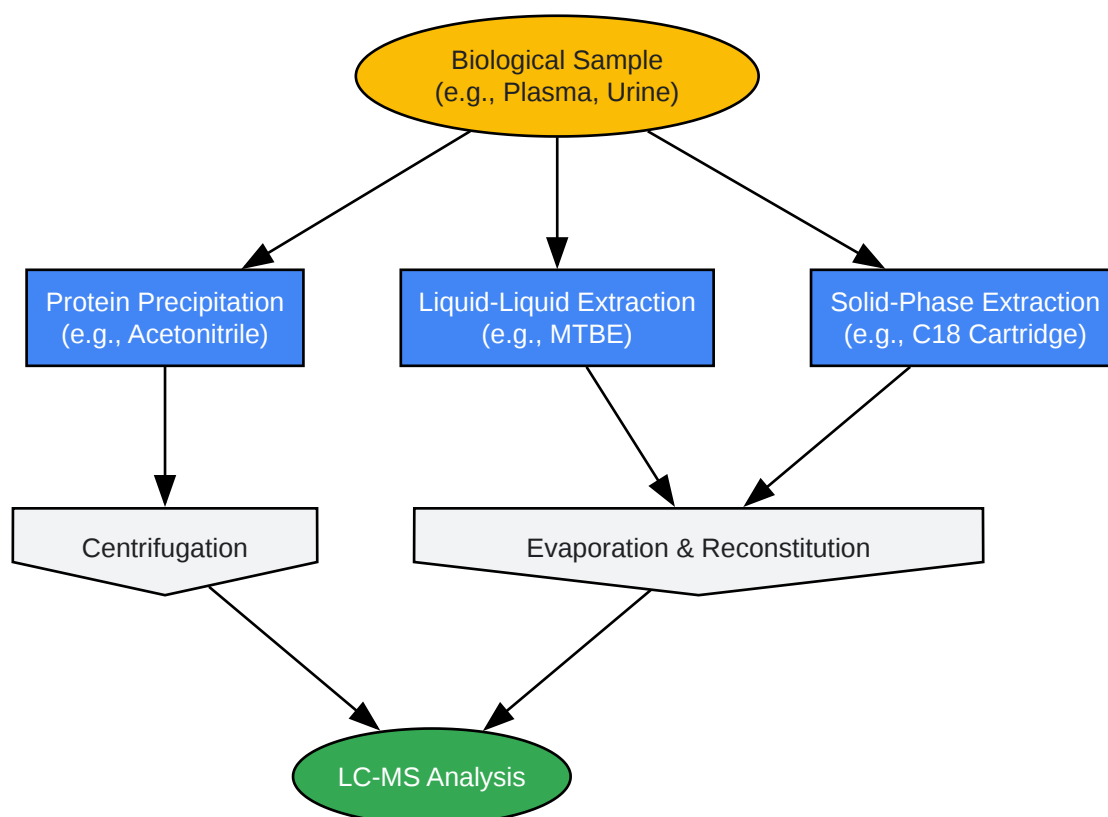 Biological Sample
(e.g., Plasma, Urine)
Protein Precipitation
(e.g., Acetonitrile)
Liquid-Liquid Extraction
(e.g., MTBE)
Solid-Phase Extraction
(e.g., C18 Cartridge)
Centrifugation
Evaporation & Reconstitution
LC-MS Analysis